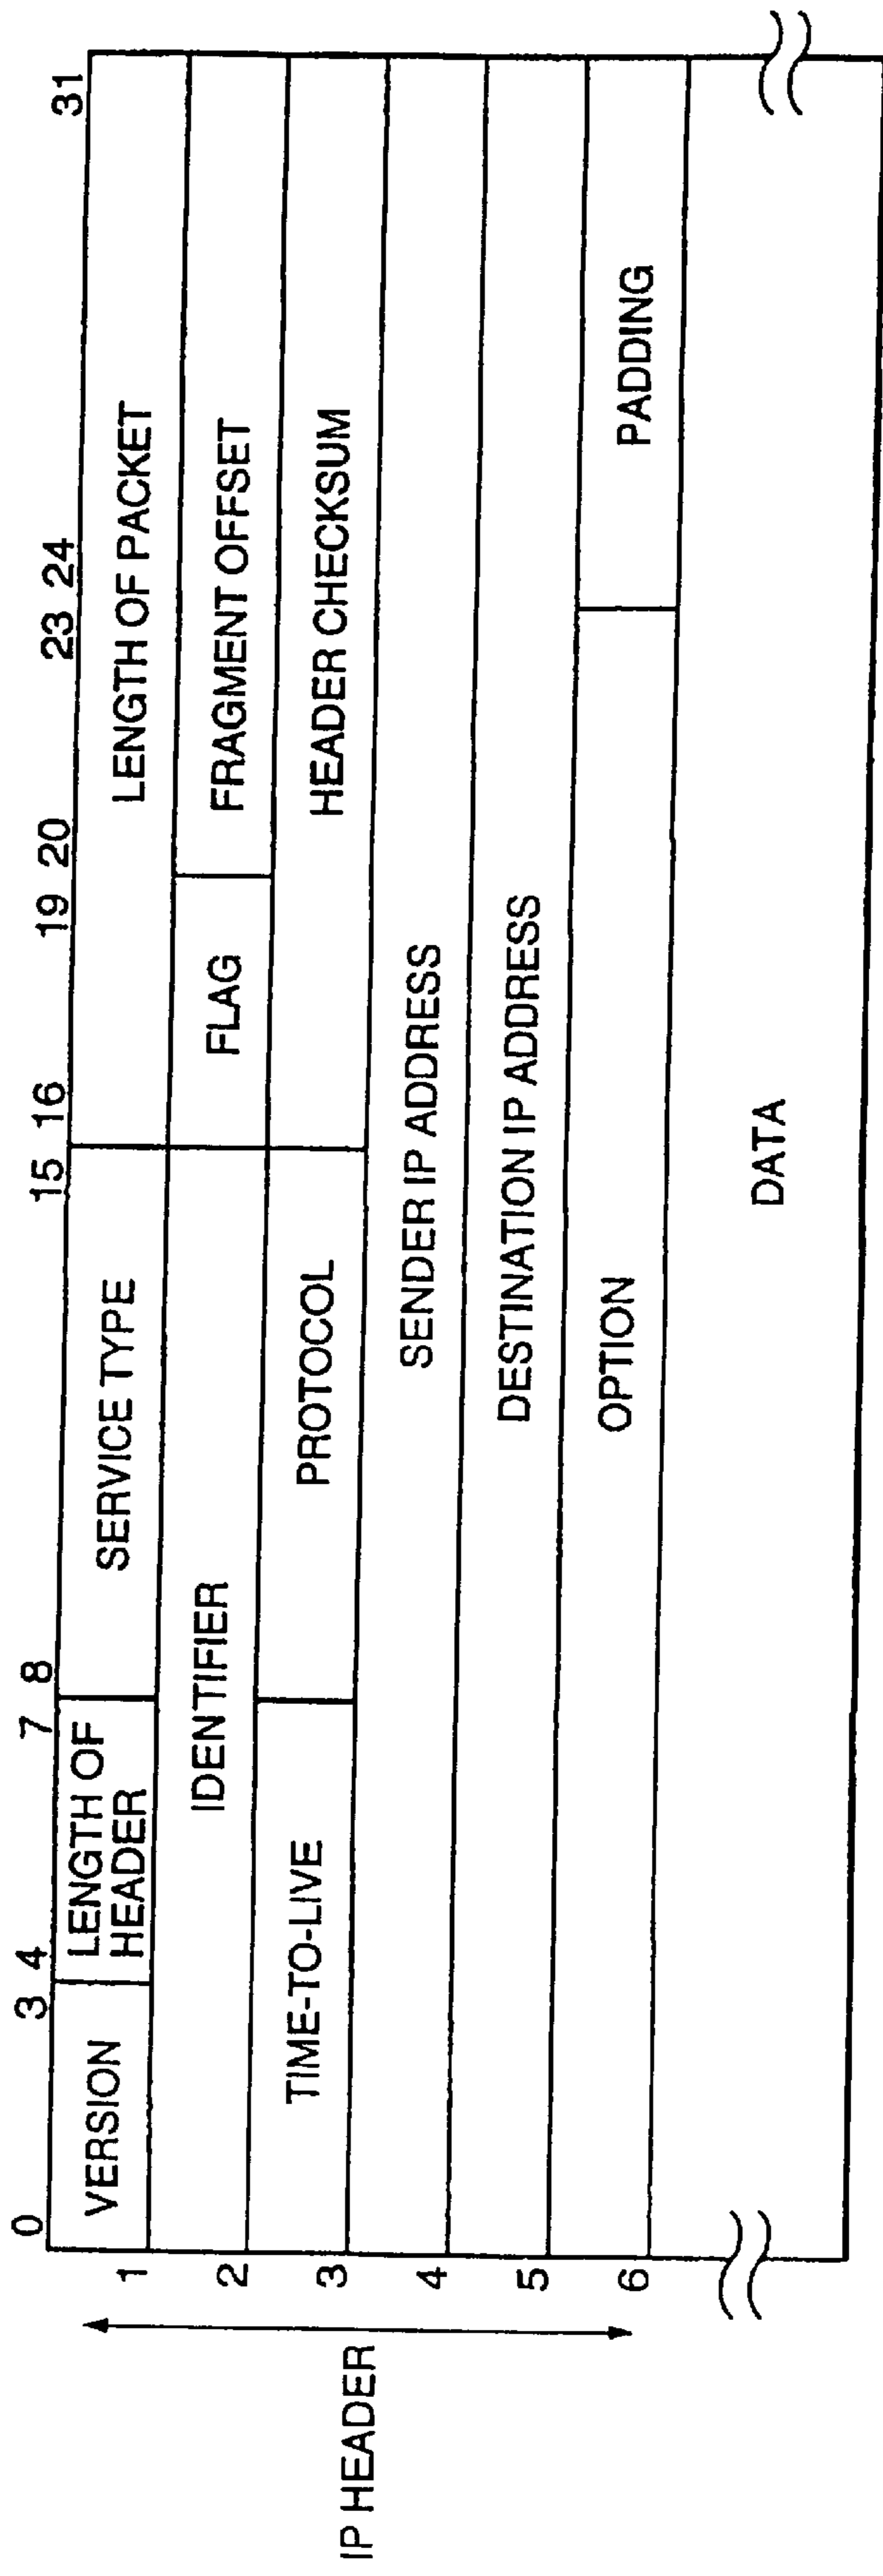 0 3 4 7 8 15 16 19 20 23 24 31
1 VERSION LENGTH OF HEADER SERVICE TYPE LENGTH OF PACKET
2 IDENTIFIER FLAG FRAGMENT OFFSET
3 TIME-TO-LIVE PROTOCOL HEADER CHECKSUM
4 SENDER IP ADDRESS
5 DESTINATION IP ADDRESS
6 OPTION PADDING
DATA
IP HEADER